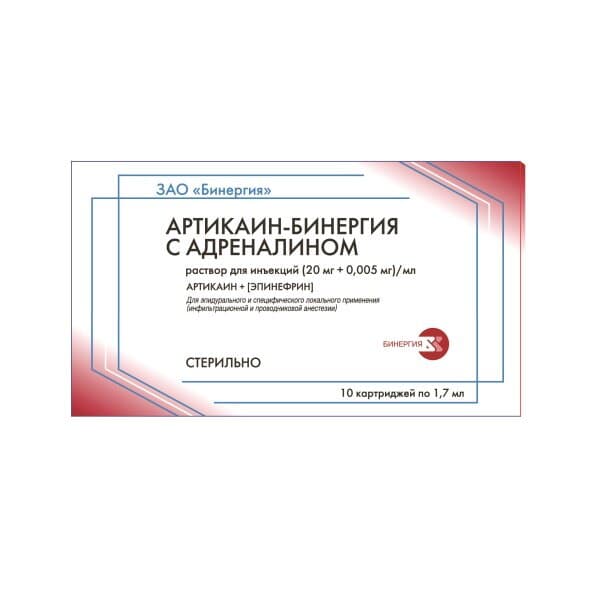 ЗАО «Бинергия»
АРТИКАИН-БИНЕРГИЯ
С АДРЕНАЛИНОМ
раствор для инъекций (20 мг + 0,005 мг)/мл
АРТИКАИН + [ЭПИНЕФРИН]
Для эпидурального и специфического локального применения
(инфильтрационной и проводниковой анестезии)
БИНЕРГИЯ
СТЕРИЛЬНО
10 картриджей по 1,7 мл